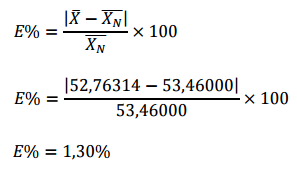 E% = |X̅ − X̅_N| / X̅_N × 100
E% = |52,76314 − 53,46000| / 53,46000 × 100
E% = 1,30%